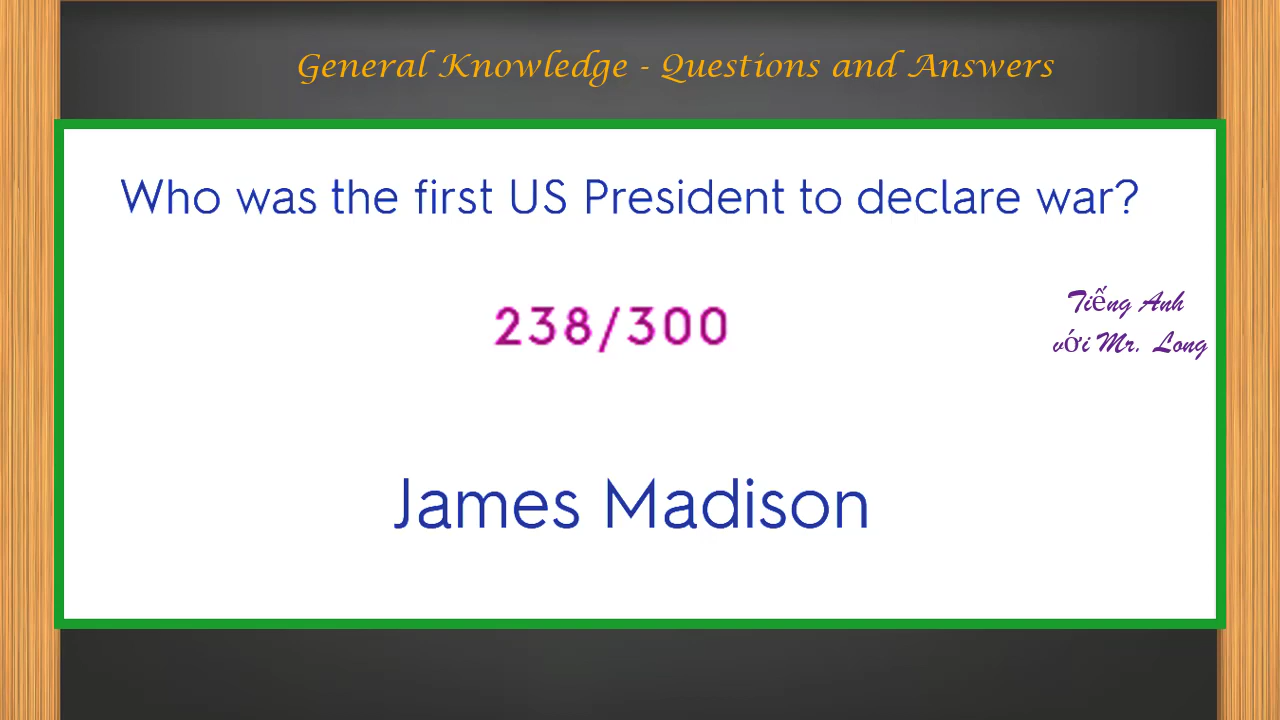 General Knowledge - Questions and Answers
Who was the first US President to declare war?
238/300
Tiếng Anh
với Mr. Long
James Madison